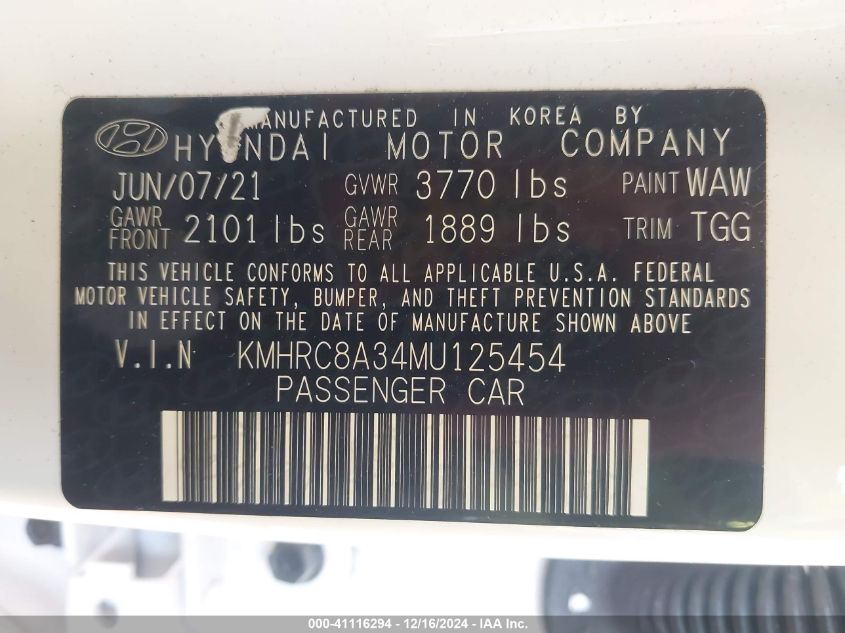 MANUFACTURED IN KOREA BY
HYUNDAI MOTOR COMPANY
JUN/07/21 GVWR 3770 lbs PAINT WAW
GAWR FRONT 2101 lbs GAWR REAR 1889 lbs TRIM TGG
THIS VEHICLE CONFORMS TO ALL APPLICABLE U.S.A. FEDERAL
MOTOR VEHICLE SAFETY, BUMPER, AND THEFT PREVENTION STANDARDS
IN EFFECT ON THE DATE OF MANUFACTURE SHOWN ABOVE
V.I.N KMHRC8A34MU125454
PASSENGER CAR
000-41116294 - 12/16/2024 - IAA Inc.